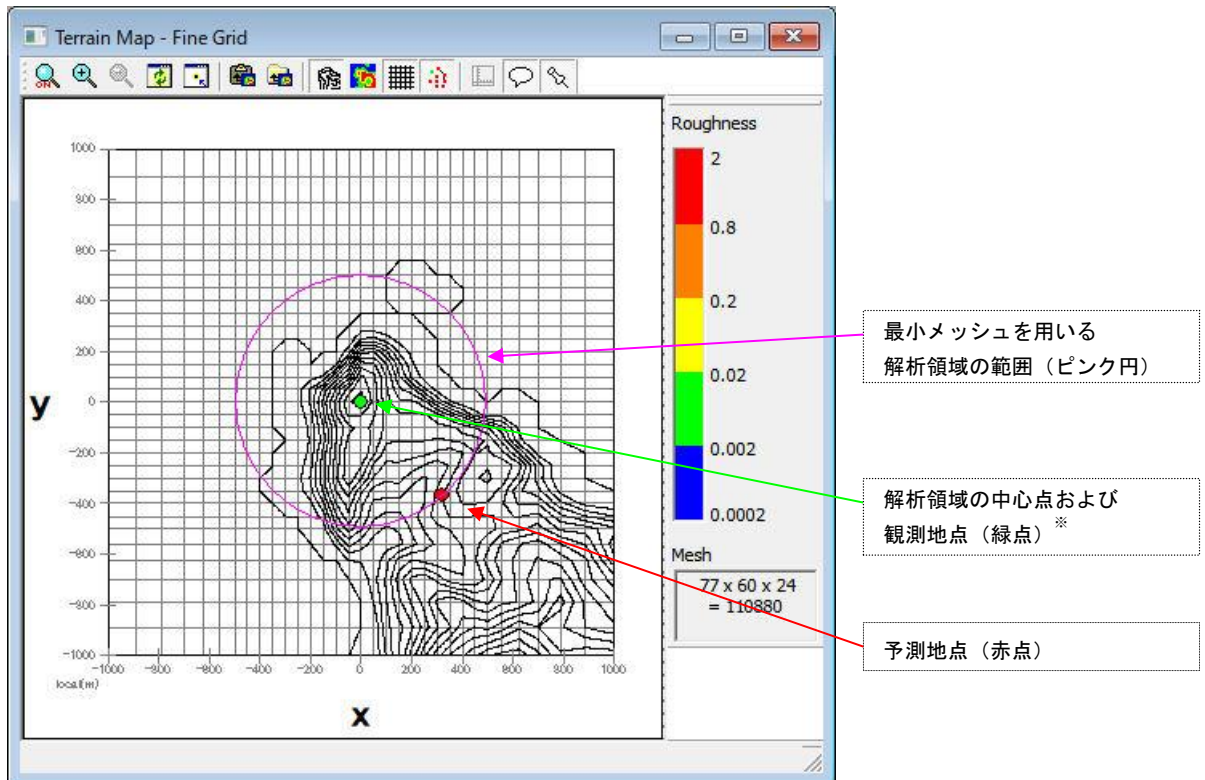 Terrain Map - Fine Grid
ON
Roughness
2
0.8
0.2
0.02
0.002
0.0002
Mesh
77 x 60 x 24
= 110880
1000
800
600
400
200
0
-200
-400
-600
-800
-1000
y
-1000 -800 -600 -400 -200 0 200 400 600 800 1000
local(m)
x
最小メッシュを用いる
解析領域の範囲（ピンク円）
解析領域の中心点および
観測地点（緑点）※
予測地点（赤点）